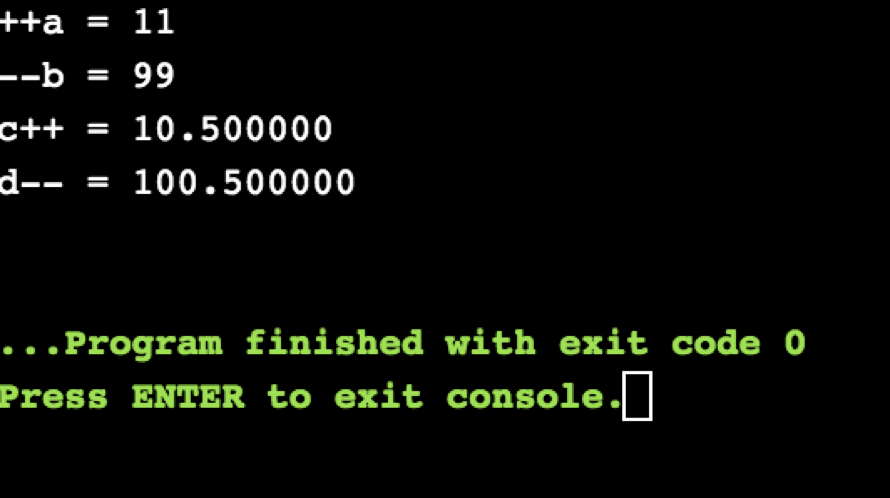 ++a = 11
--b = 99
c++ = 10.500000
d-- = 100.500000
...Program finished with exit code 0
Press ENTER to exit console.